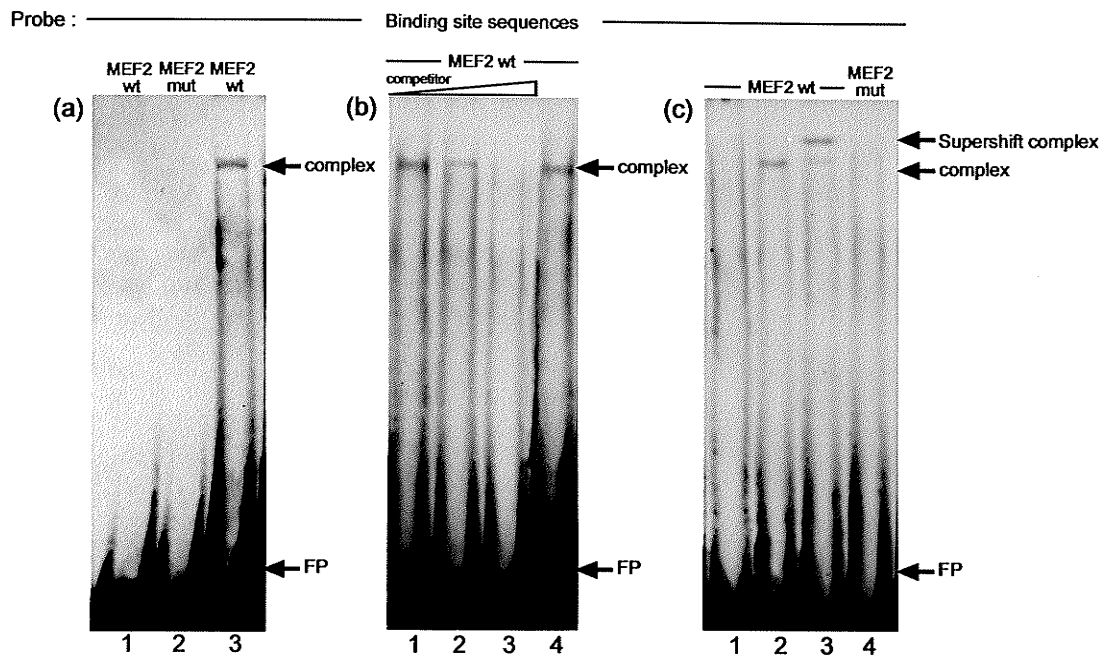 Probe : Binding site sequences
MEF2 wt
MEF2 mut
MEF2 wt
MEF2 wt
competitor
MEF2 wt
MEF2 mut
(a)
(b)
(c)
complex
complex
Supershift complex
complex
FP
FP
FP
1 2 3
1 2 3 4
1 2 3 4